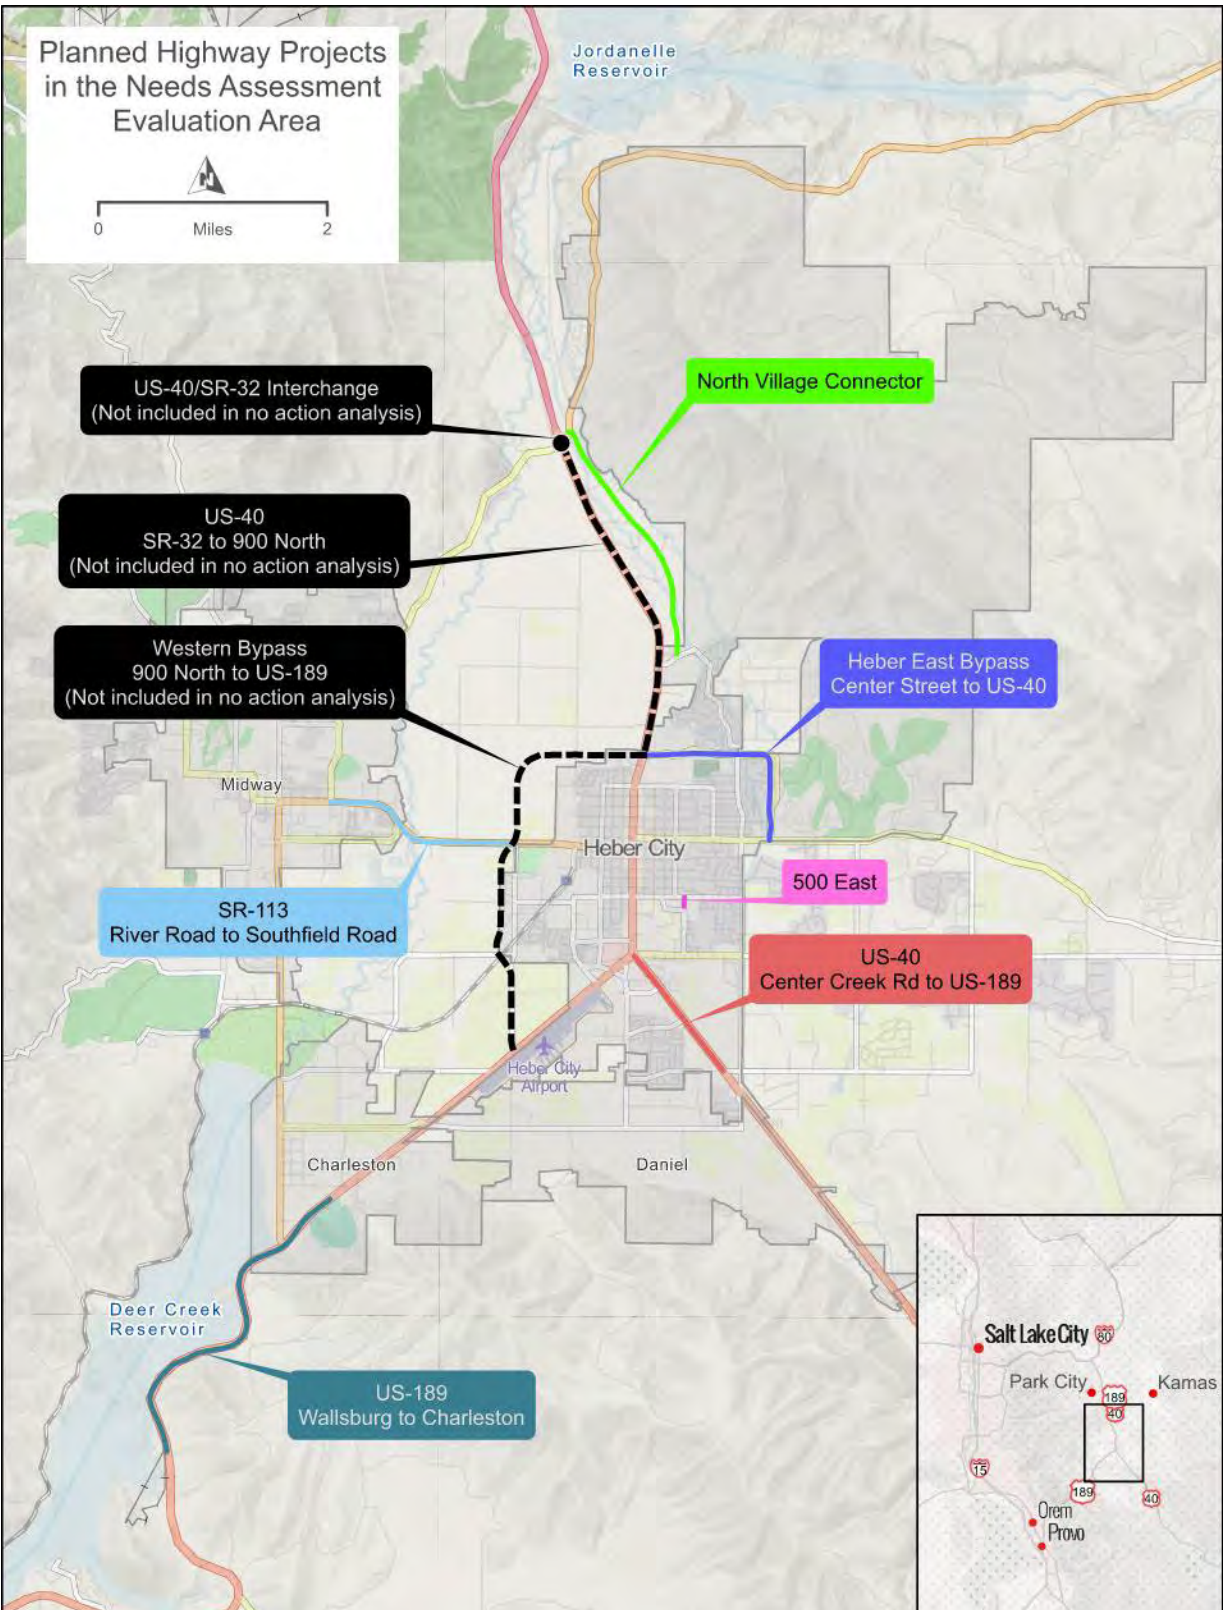 Planned Highway Projects
in the Needs Assessment
Evaluation Area
N
0
Miles
2
Jordanelle
Reservoir
US-40/SR-32 Interchange
(Not included in no action analysis)
North Village Connector
US-40
SR-32 to 900 North
(Not included in no action analysis)
Western Bypass
900 North to US-189
(Not included in no action analysis)
Heber East Bypass
Center Street to US-40
Midway
Heber City
500 East
SR-113
River Road to Southfield Road
US-40
Center Creek Rd to US-189
Heber City
Airport
Charleston
Daniel
Deer Creek
Reservoir
US-189
Wallsburg to Charleston
Salt Lake City
80
Park City
Kamas
189
40
15
189
40
Orem
Provo